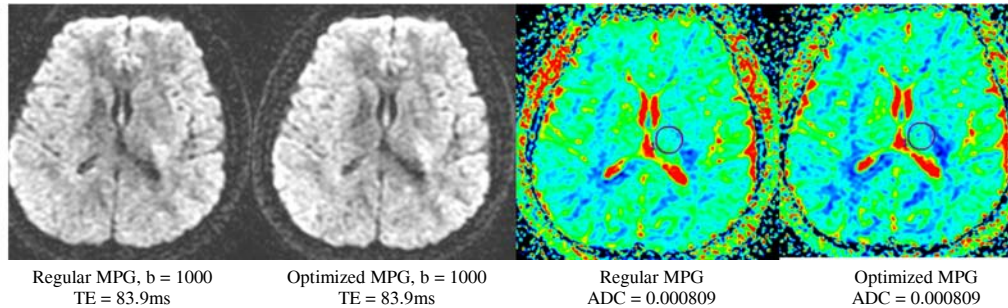 Regular MPG, b = 1000
TE = 83.9ms
Optimized MPG, b = 1000
TE = 83.9ms
Regular MPG
ADC = 0.000809
Optimized MPG
ADC = 0.000809